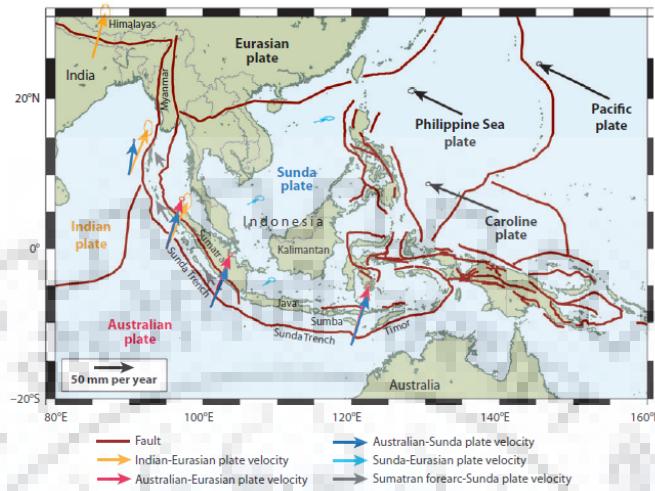 Himalayas
Eurasian
plate
India
Myanmar
20°N
Philippine Sea
plate
Pacific
plate
Sunda
plate
Indian
plate
Indonesia
Caroline
plate
0°
Sumatra
Kalimantan
Sunda Trench
Java
Australian
plate
Sumba
Sunda Trench
Timor
50 mm per year
Australia
–20°S
80°E
100°E
120°E
140°E
160°E
Fault
Indian-Eurasian plate velocity
Australian-Eurasian plate velocity
Australian-Sunda plate velocity
Sunda-Eurasian plate velocity
Sumatran forearc-Sunda plate velocity